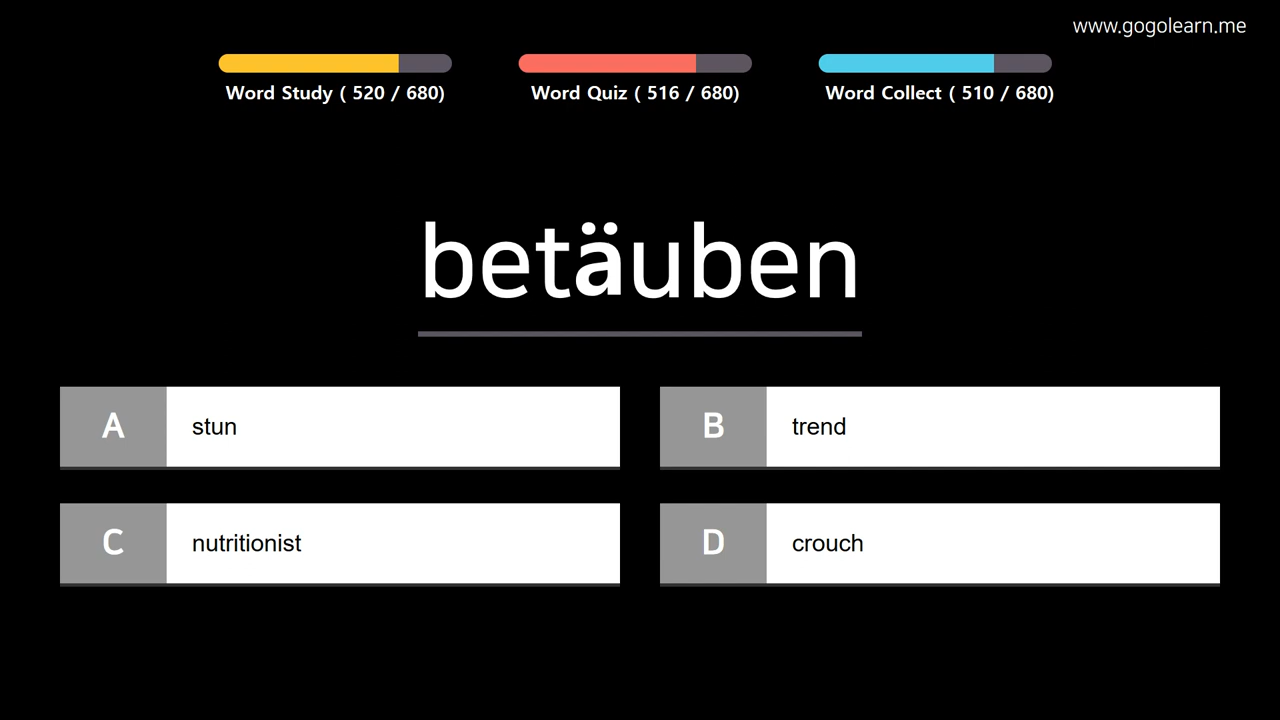 www.gogolearn.me
Word Study ( 520 / 680)
Word Quiz ( 516 / 680)
Word Collect ( 510 / 680)
betäuben
A stun
B trend
C nutritionist
D crouch